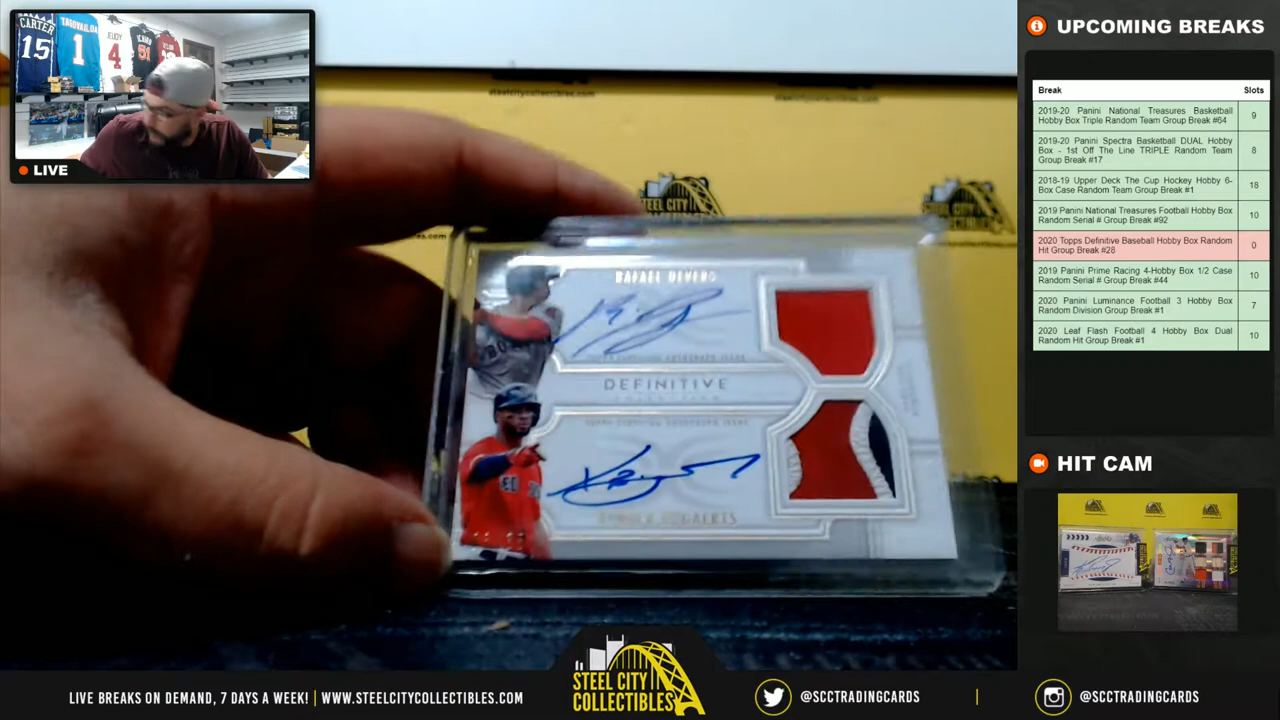 CARTER
15
TAGOVAILOA
1
JEUDY
4
LIVE
steelcitycollectibles.com
STEEL CITY
RAFAEL DEVERS
DEFINITIVE
COLLECTION
UPCOMING BREAKS
Break Slots
2019-20 Panini National Treasures Basketball
Hobby Box Triple Random Team Group Break #64
9
2019-20 Panini Spectra Basketball DUAL Hobby
Box - 1st Off The Line TRIPLE Random Team
Group Break #17
8
2018-19 Upper Deck The Cup Hockey Hobby 6-
Box Case Random Team Group Break #1
18
2019 Panini National Treasures Football Hobby Box
Random Serial # Group Break #92
10
2020 Topps Definitive Baseball Hobby Box Random
Hit Group Break #28
0
2019 Panini Prime Racing 4-Hobby Box 1/2 Case
Random Serial # Group Break #44
10
2020 Panini Luminance Football 3 Hobby Box
Random Division Group Break #1
7
2020 Leaf Flash Football 4 Hobby Box Dual
Random Hit Group Break #1
10
HIT CAM
LIVE BREAKS ON DEMAND, 7 DAYS A WEEK! | WWW.STEELCITYCOLLECTIBLES.COM
STEEL CITY
COLLECTIBLES
@SCCTRADINGCARDS
|
@SCCTRADINGCARDS